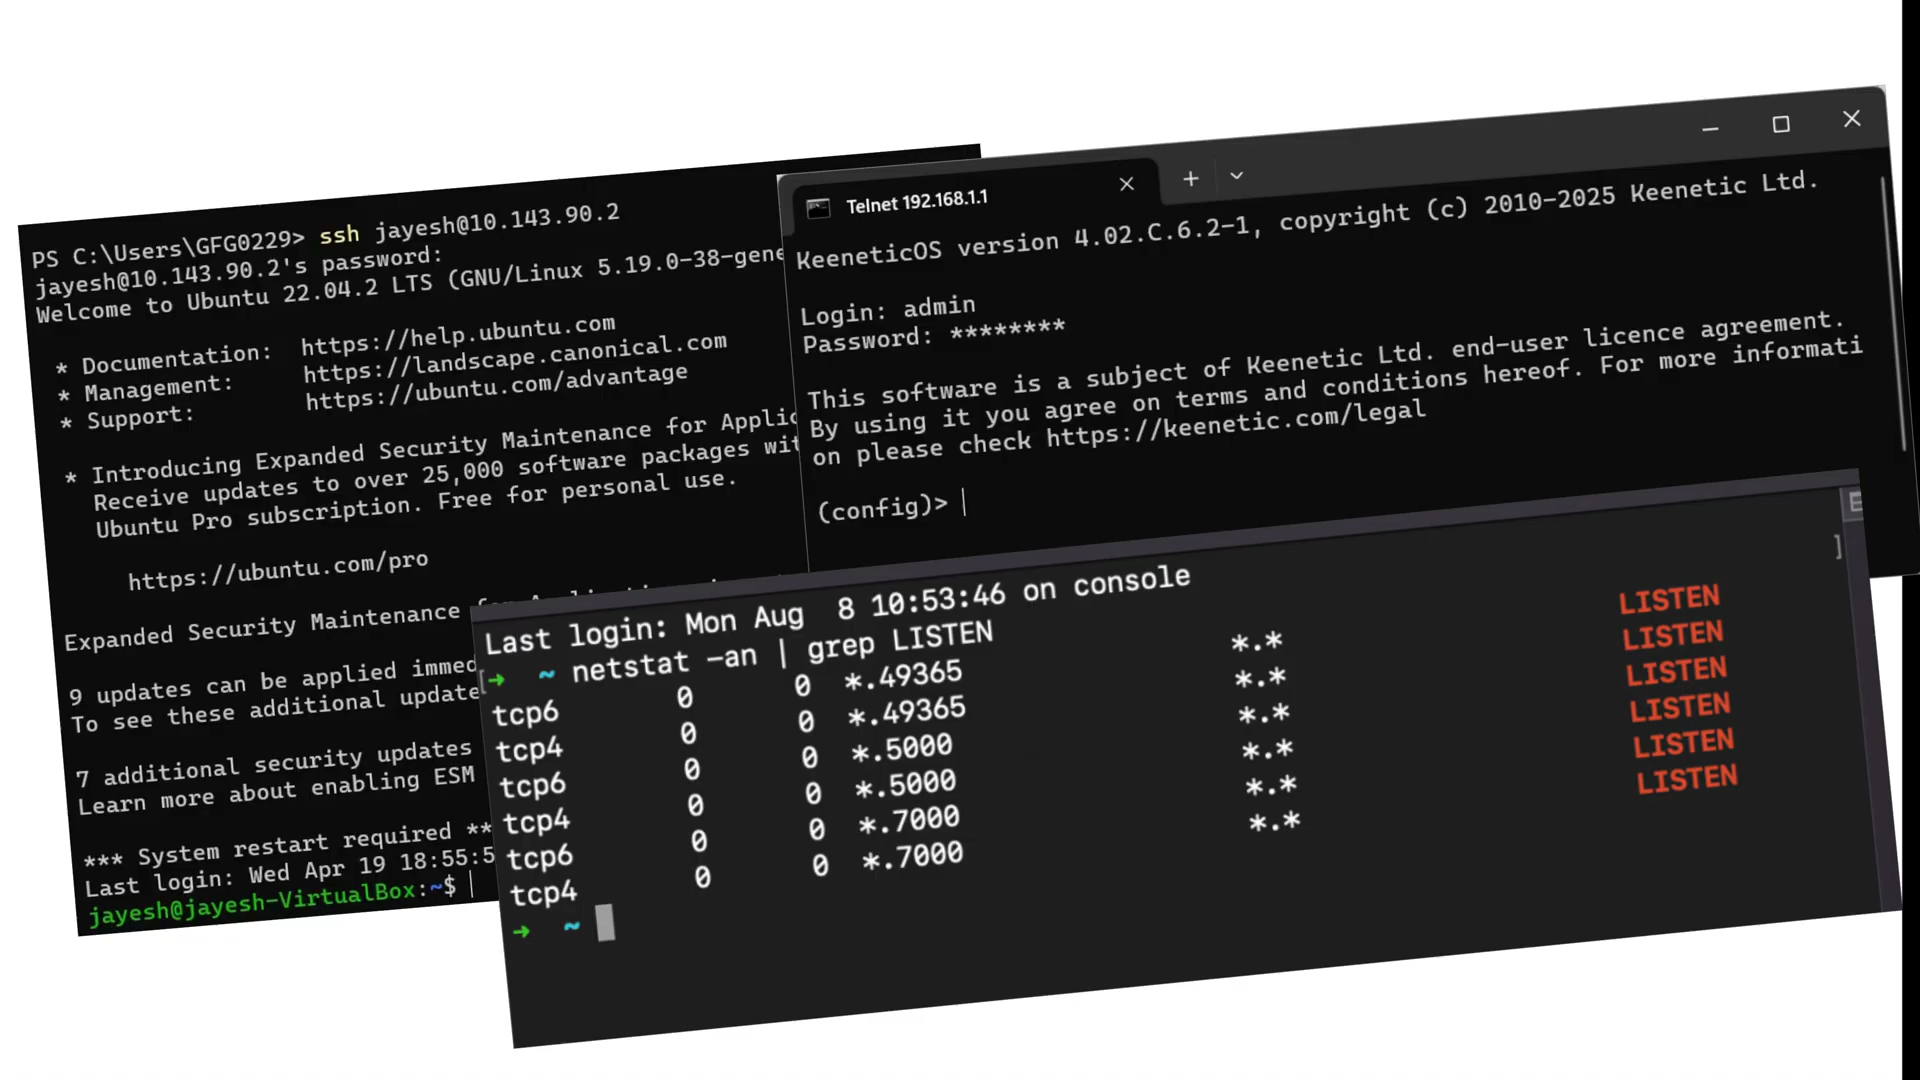 PS C:\Users\GFG0229> ssh jayesh@10.143.90.2
jayesh@10.143.90.2's password:
Welcome to Ubuntu 22.04.2 LTS (GNU/Linux 5.19.0-38-gene
* Documentation: https://help.ubuntu.com
* Management: https://landscape.canonical.com
* Support: https://ubuntu.com/advantage
* Introducing Expanded Security Maintenance for Applic
Receive updates to over 25,000 software packages wit
Ubuntu Pro subscription. Free for personal use.
https://ubuntu.com/pro
Expanded Security Maintenance
9 updates can be applied immed
To see these additional update
7 additional security updates
Learn more about enabling ESM
*** System restart required **
Last login: Wed Apr 19 18:55:5
jayesh@jayesh-VirtualBox:~$
Telnet 192.168.1.1
KeeneticOS version 4.02.C.6.2-1, copyright (c) 2010-2025 Keenetic Ltd.
Login: admin
Password: ********
This software is a subject of Keenetic Ltd. end-user licence agreement.
By using it you agree on terms and conditions hereof. For more informati
on please check https://keenetic.com/legal
(config)>
Last login: Mon Aug  8 10:53:46 on console
[➜ ~ netstat -an | grep LISTEN ]
tcp6 0 0 *.49365 *.* LISTEN
tcp4 0 0 *.49365 *.* LISTEN
tcp6 0 0 *.5000 *.* LISTEN
tcp4 0 0 *.5000 *.* LISTEN
tcp6 0 0 *.7000 *.* LISTEN
tcp4 0 0 *.7000 *.* LISTEN
➜ ~